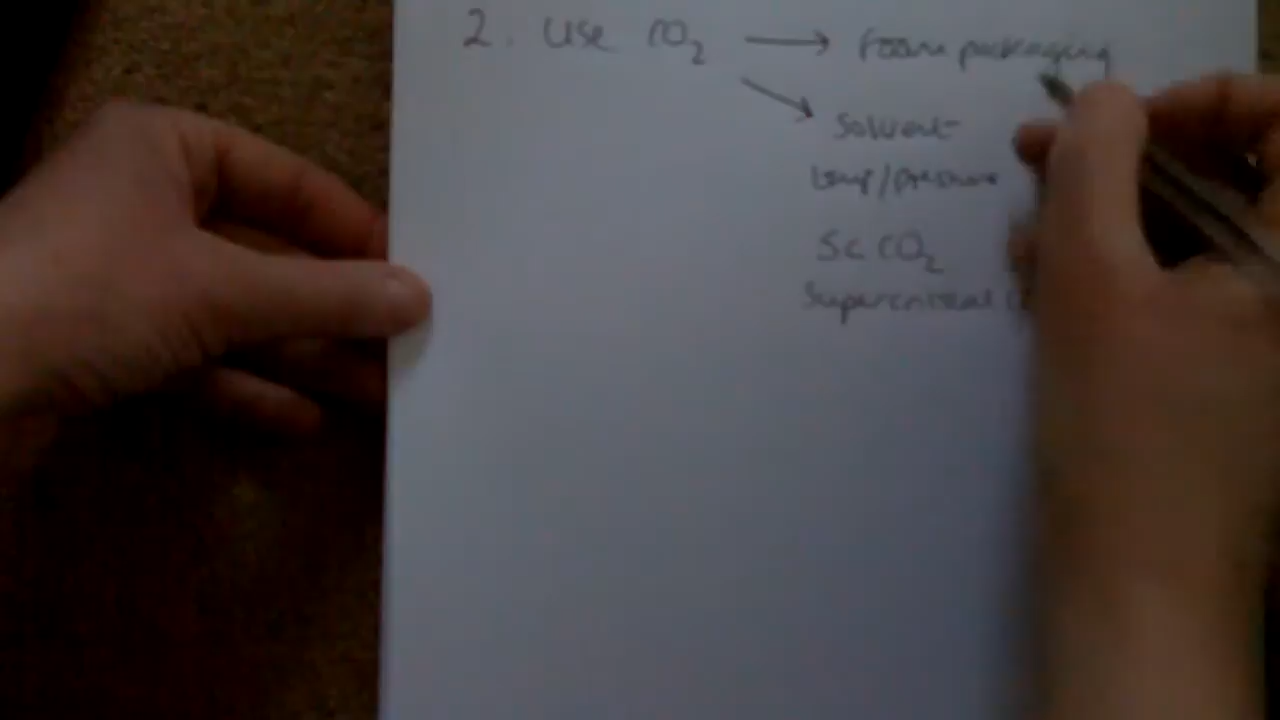 2. Use CO₂ → Foam packaging
Solvent
temp/pressure
Sc CO₂
Supercritical